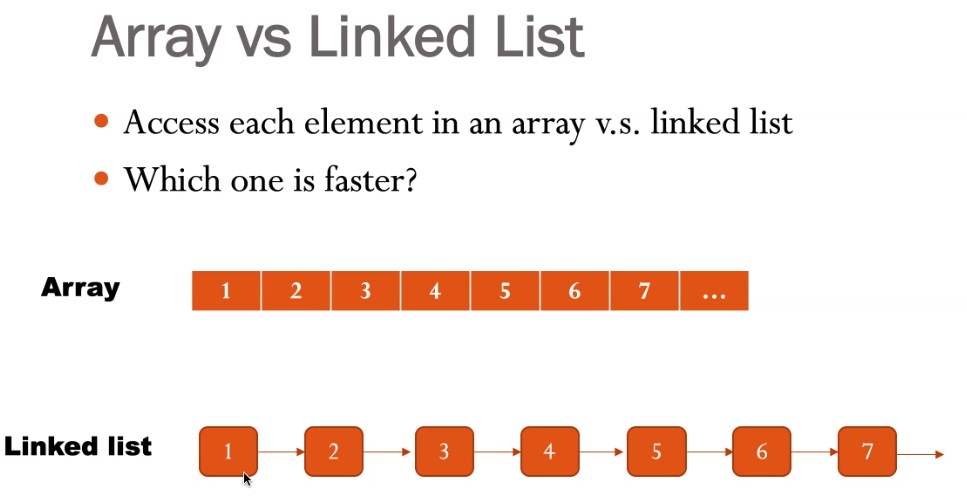 Array vs Linked List
Access each element in an array v.s. linked list
Which one is faster?
Array 1 2 3 4 5 6 7 ...
Linked list 1 2 3 4 5 6 7